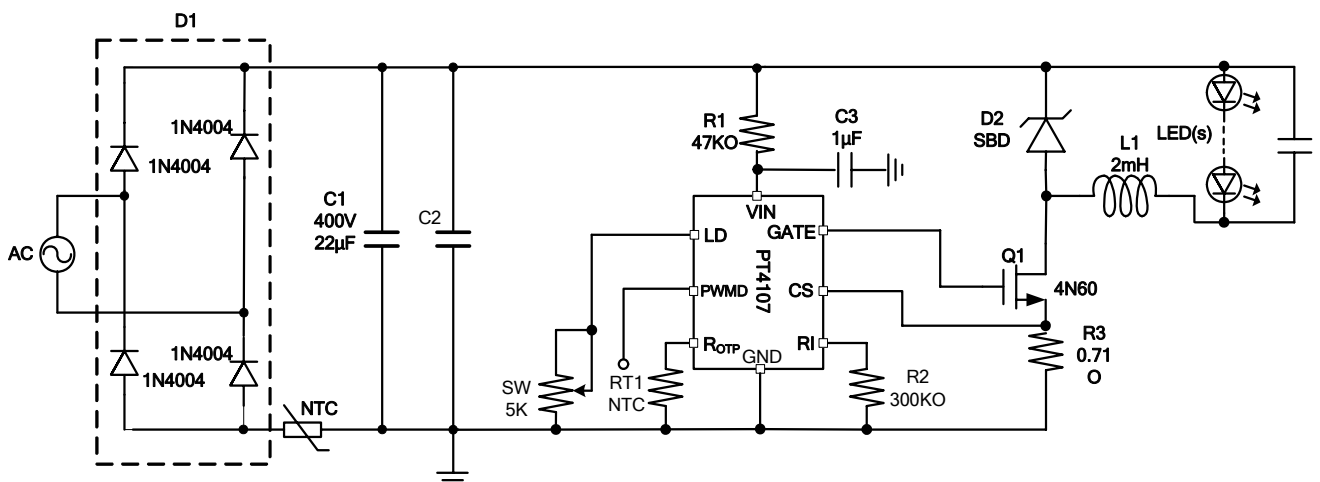 D1
1N4004
1N4004
AC
1N4004
1N4004
NTC
C1
400V
22µF
C2
R1
47KO
C3
1µF
VIN
LD
GATE
PT4107
PWMD
CS
ROTP
RI
GND
SW
5K
RT1
NTC
R2
300KO
D2
SBD
L1
2mH
LED(s)
Q1
4N60
R3
0.71
O